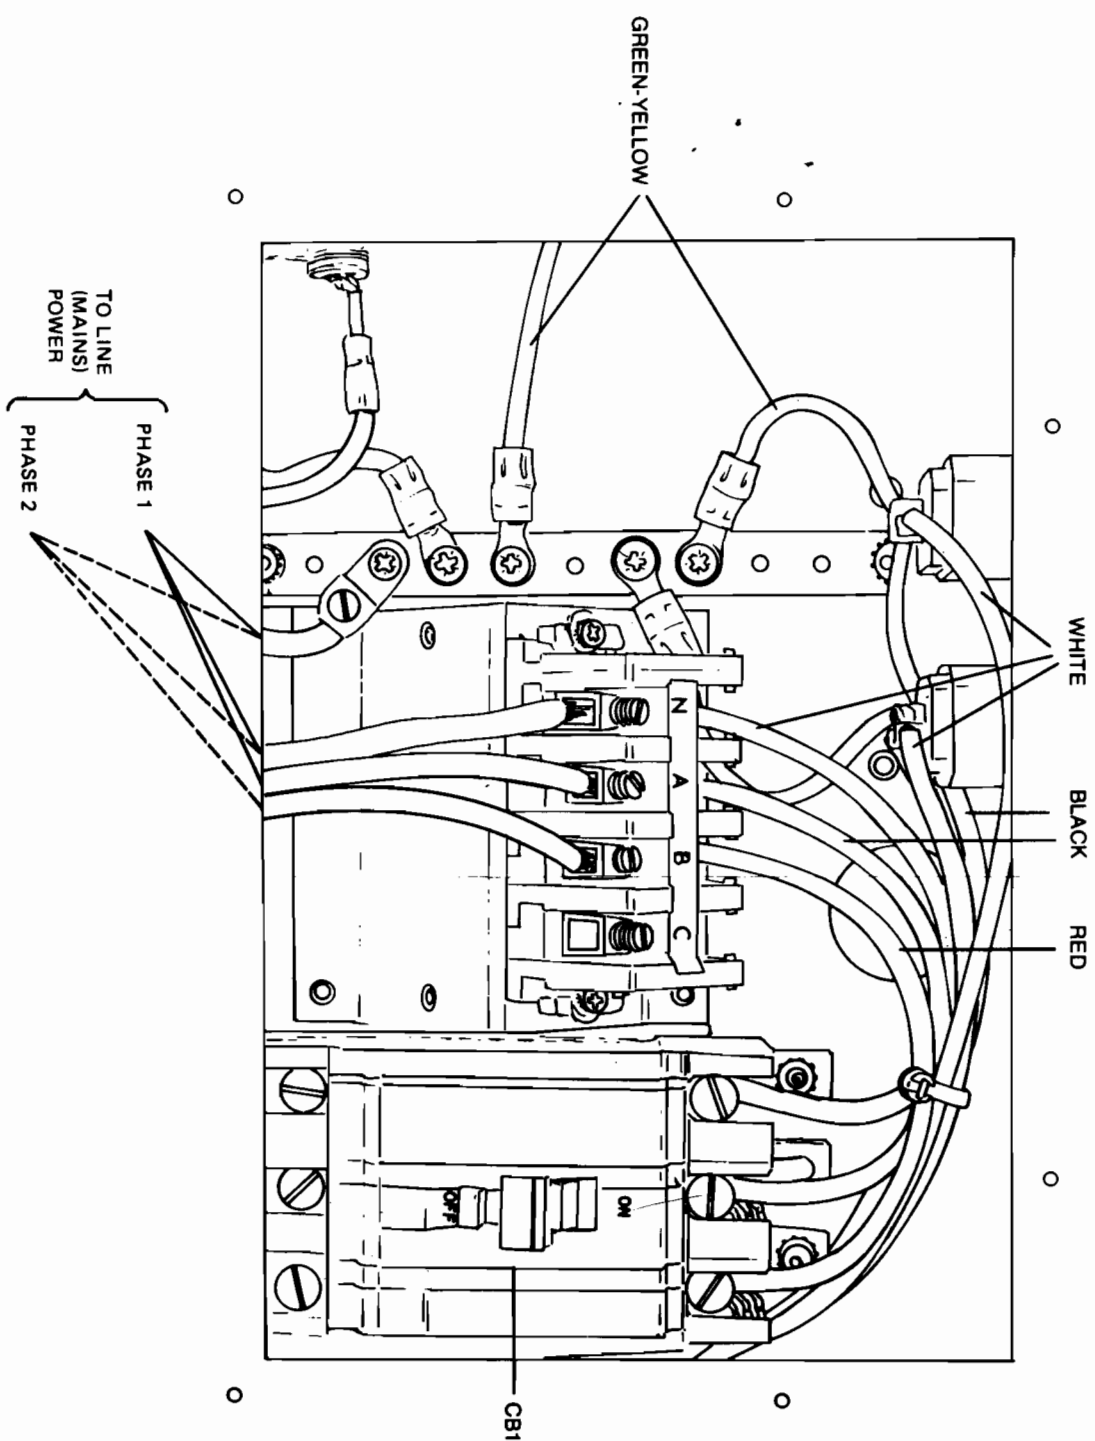 GREEN-YELLOW
WHITE
BLACK
RED
TO LINE
(MAINS)
POWER
PHASE 1
PHASE 2
N
A
B
C
ON
OFF
CB1